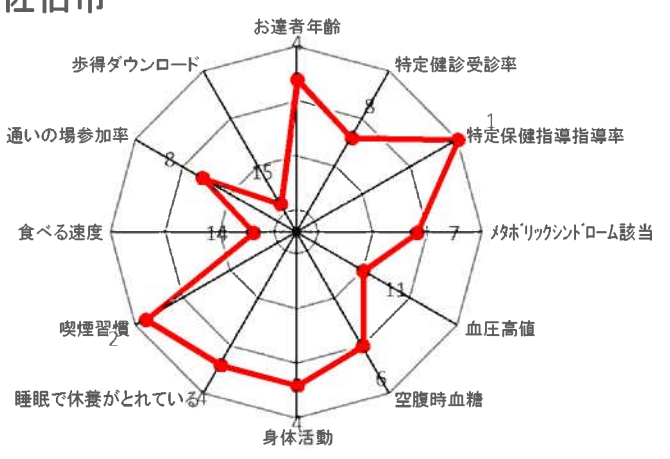 お達者年齢
4
歩得ダウンロード
特定健診受診率
8
通いの場参加率
8
15
1
特定保健指導指導率
食べる速度
14
7
メタボリックシンドローム該当
11
喫煙習慣
2
血圧高値
睡眠で休養がとれている
4
6
空腹時血糖
4
身体活動